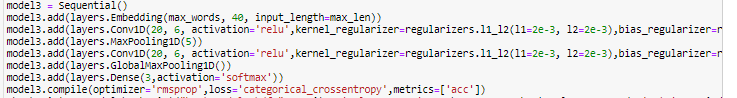 model3 = Sequential()
model3.add(layers.Embedding(max_words, 40, input_length=max_len))
model3.add(layers.Conv1D(20, 6, activation='relu',kernel_regularizer=regularizers.l1_l2(l1=2e-3, l2=2e-3),bias_regularizer=r
model3.add(layers.MaxPooling1D(5))
model3.add(layers.Conv1D(20, 6, activation='relu',kernel_regularizer=regularizers.l1_l2(l1=2e-3, l2=2e-3),bias_regularizer=r
model3.add(layers.GlobalMaxPooling1D())
model3.add(layers.Dense(3,activation='softmax'))
model3.compile(optimizer='rmsprop',loss='categorical_crossentropy',metrics=['acc'])